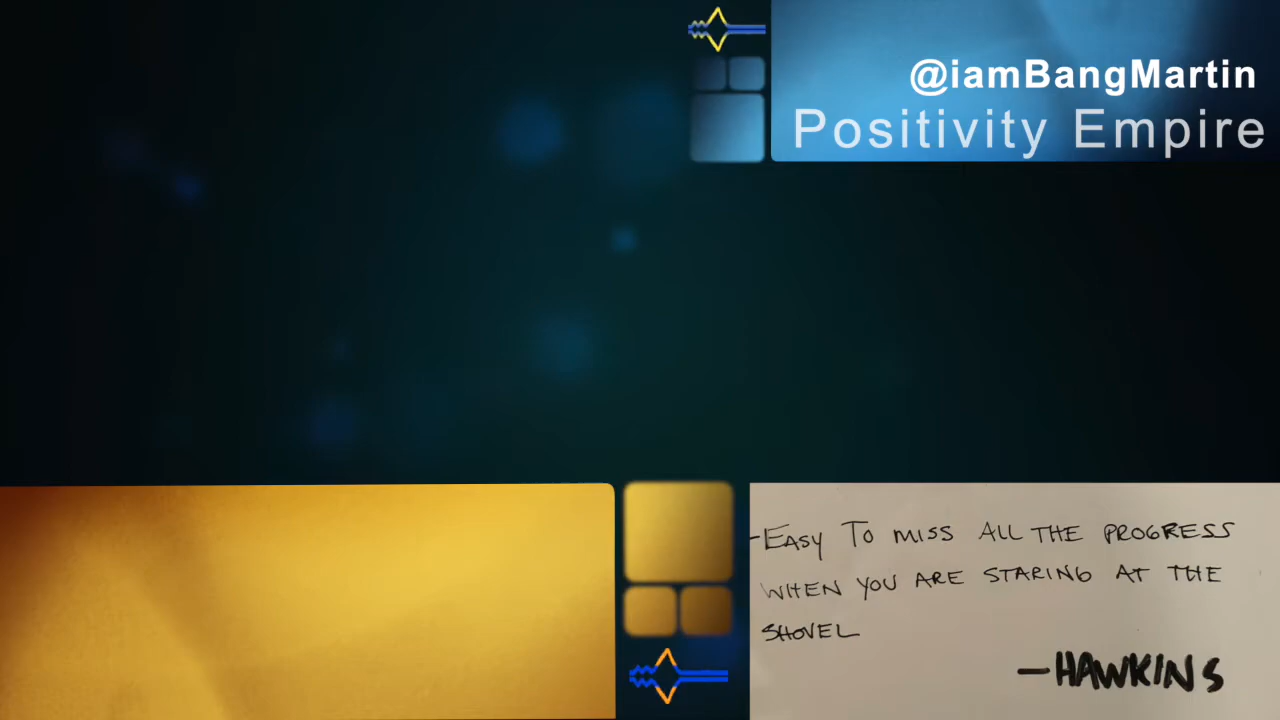 @iamBangMartin
Positivity Empire
-EASY TO MISS ALL THE PROGRESS
WHEN YOU ARE STARING AT THE
SHOVEL
-HAWKINS